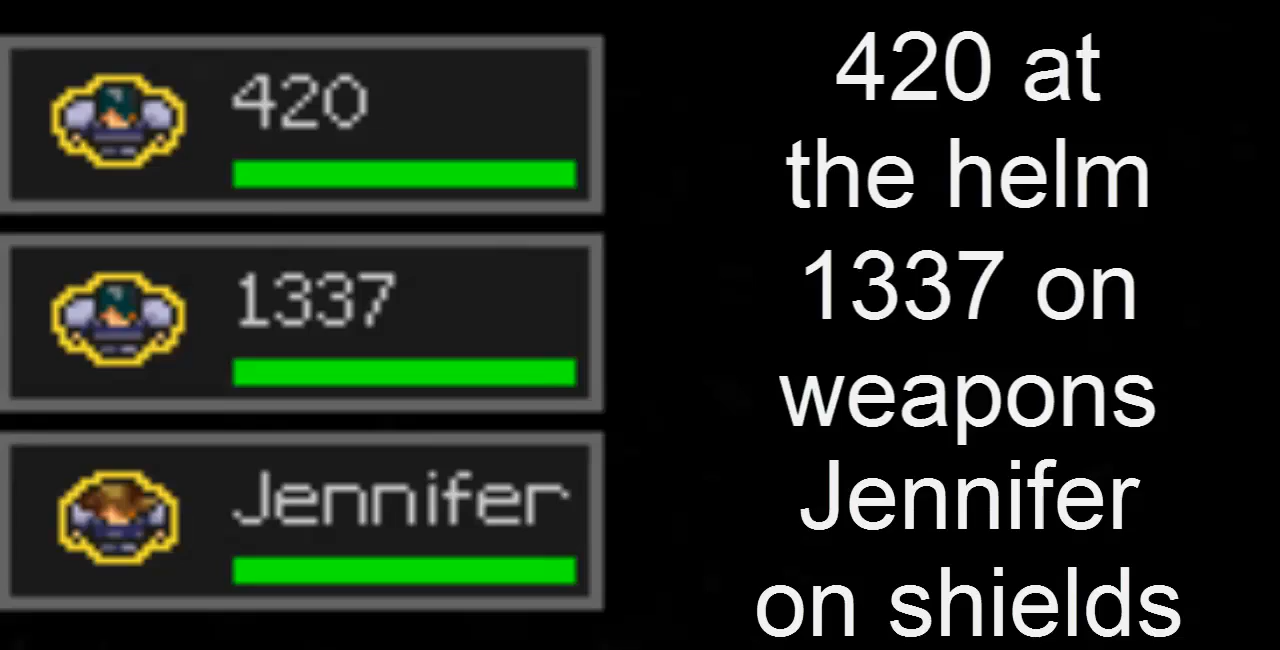 420
1337
Jennifer
420 at
the helm
1337 on
weapons
Jennifer
on shields